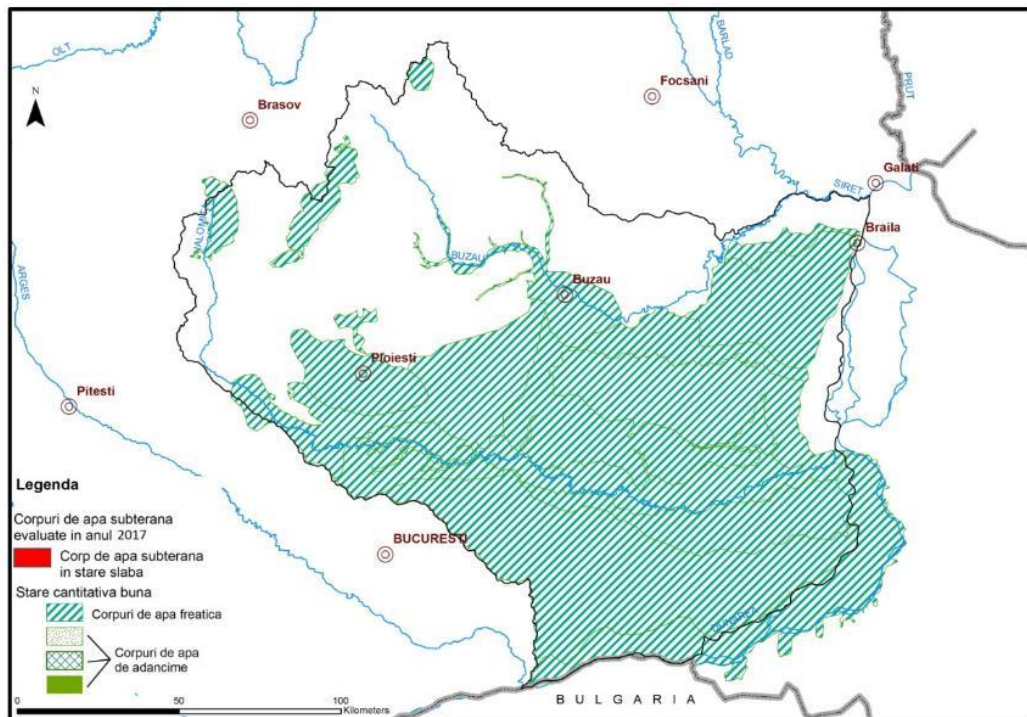 OLT
BARLAD
PRUT
N
Brasov
Focsani
Galati
SIRET
IALOMITA
Braila
BUZAU
Buzau
ARGES
Ploiesti
Pitesti
Legenda
Corpuri de apa subterana
evaluate in anul 2017
Corp de apa subterana
in stare slaba
BUCURESTI
Stare cantitativa buna
Corpuri de apa freatica
Corpuri de apa
de adancime
DUNAREA
BULGARIA
0 50 100
Kilometers